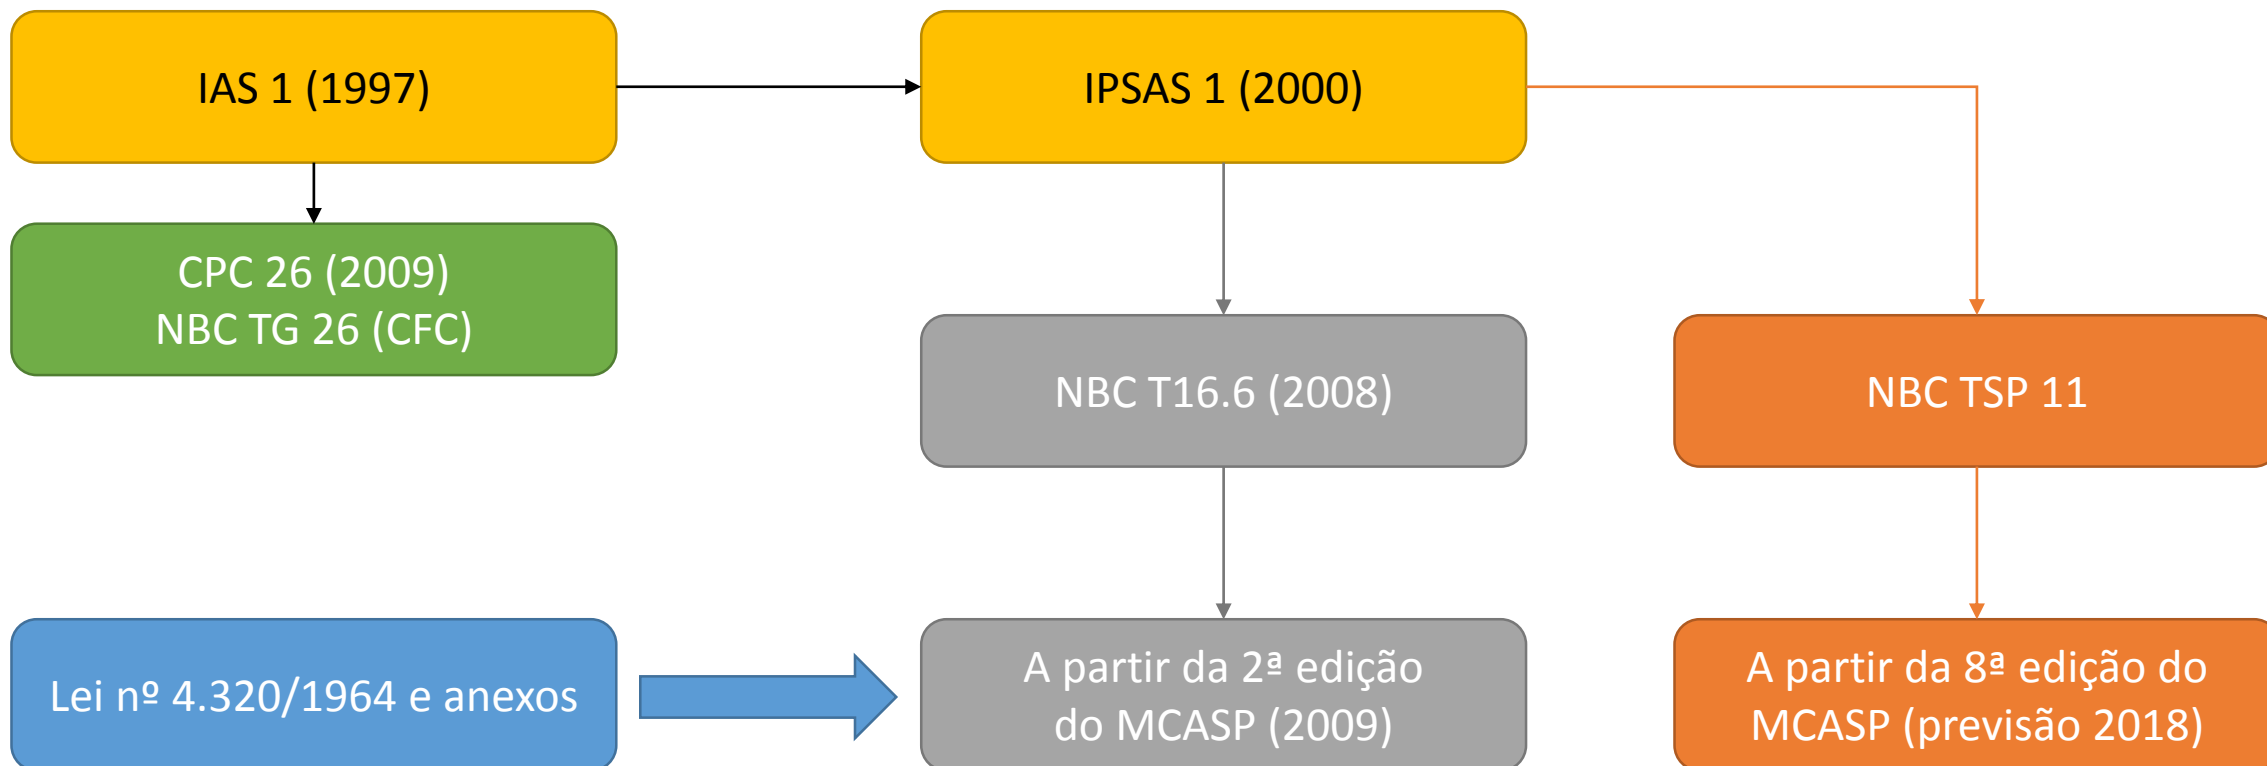 IAS 1 (1997)
IPSAS 1 (2000)
CPC 26 (2009)
NBC TG 26 (CFC)
NBC T16.6 (2008)
NBC TSP 11
Lei nº 4.320/1964 e anexos
A partir da 2ª edição
do MCASP (2009)
A partir da 8ª edição do
MCASP (previsão 2018)